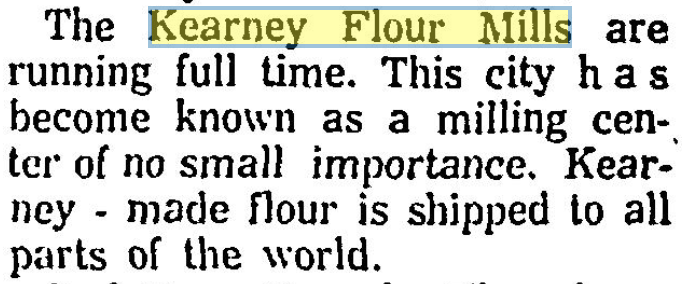 The Kearney Flour Mills are
running full time. This city has
become known as a milling cen-
ter of no small importance. Kear-
ney - made flour is shipped to all
parts of the world.